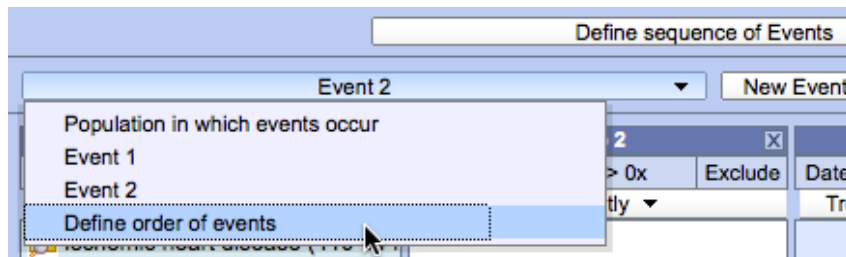 Define sequence of Events
Event 2 New Event
Population in which events occur
Event 1
Event 2
Define order of events
2 X
> 0x Exclude Date
tly Tr